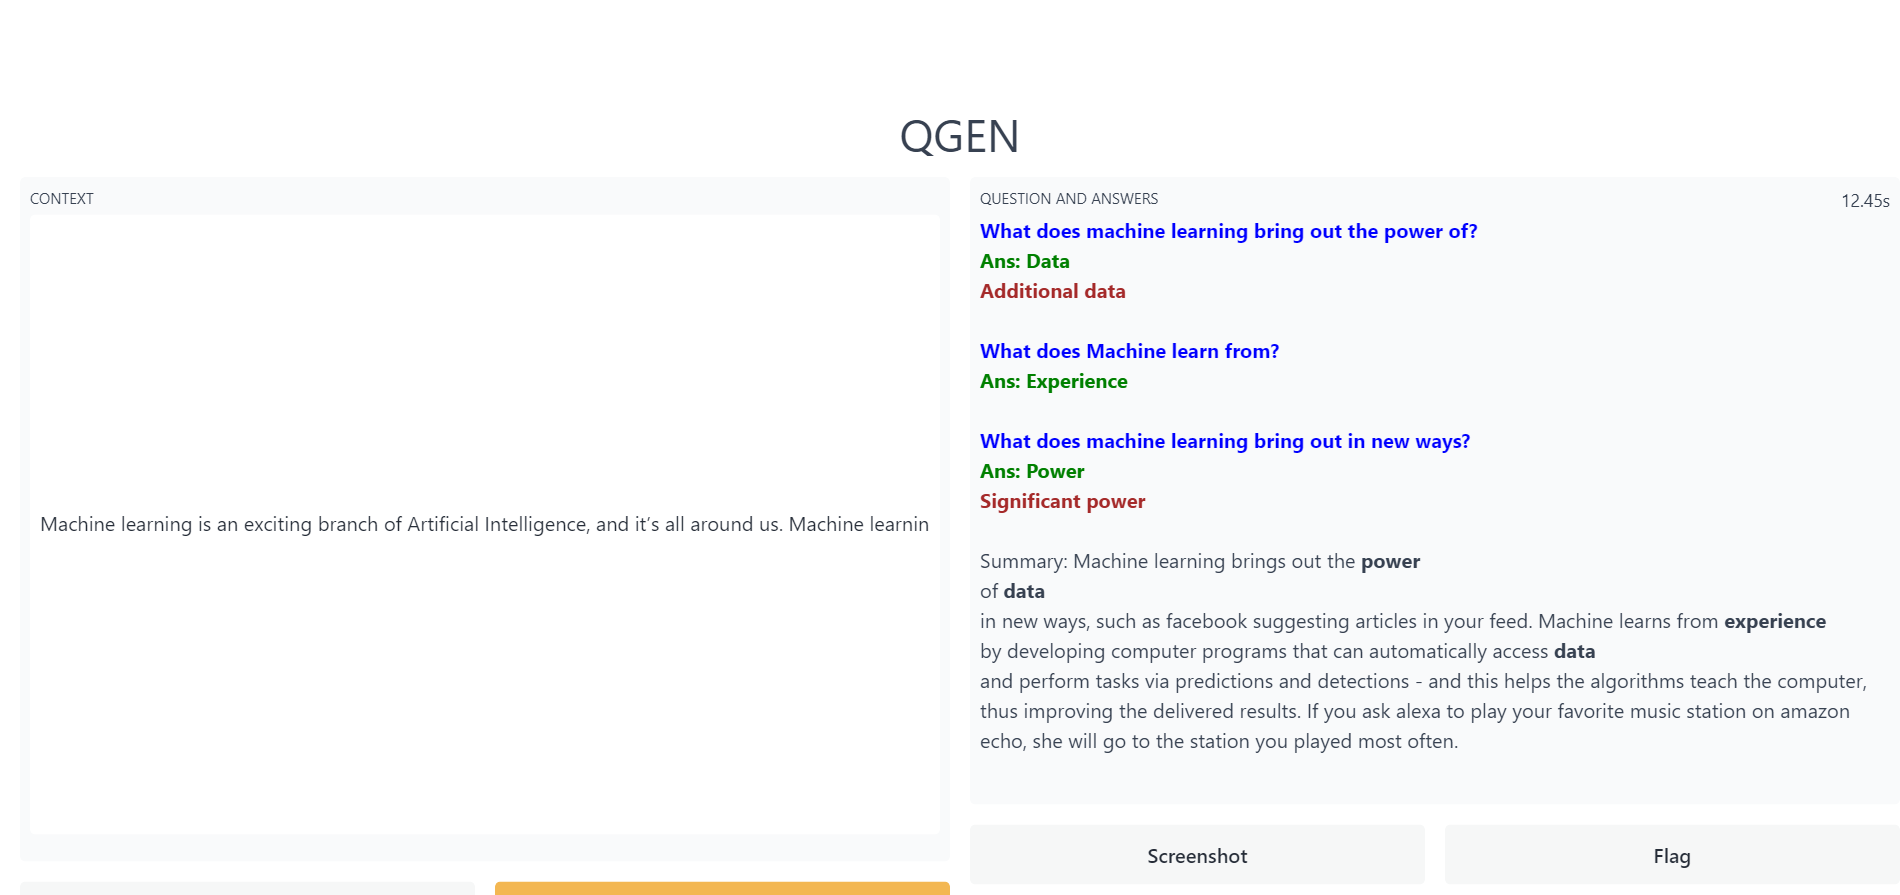 QGEN
CONTEXT
Machine learning is an exciting branch of Artificial Intelligence, and it’s all around us. Machine learnin
QUESTION AND ANSWERS
12.45s
What does machine learning bring out the power of?
Ans: Data
Additional data
What does Machine learn from?
Ans: Experience
What does machine learning bring out in new ways?
Ans: Power
Significant power
Summary: Machine learning brings out the power
of data
in new ways, such as facebook suggesting articles in your feed. Machine learns from experience
by developing computer programs that can automatically access data
and perform tasks via predictions and detections - and this helps the algorithms teach the computer,
thus improving the delivered results. If you ask alexa to play your favorite music station on amazon
echo, she will go to the station you played most often.
Screenshot
Flag